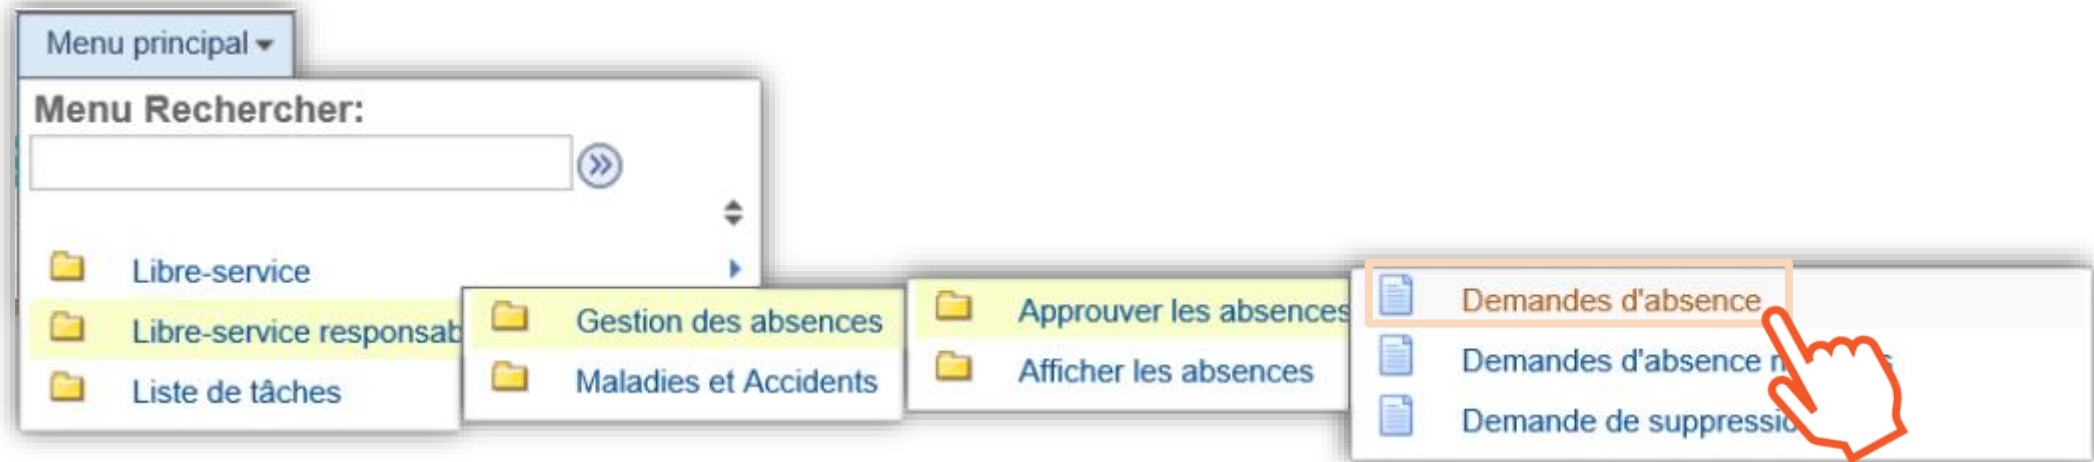 Menu principal
Menu Rechercher:
Libre-service
Libre-service responsab
Liste de tâches
Gestion des absences
Maladies et Accidents
Approuver les absences
Afficher les absences
Demandes d'absence
Demandes d'absence
Demande de